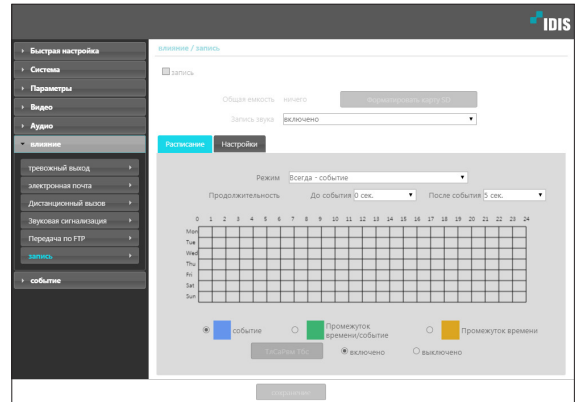 IDIS
Быстрая настройка
Система
Параметры
Видео
Аудио
влияние
тревожный выход
электронная почта
Дистанционный вызов
Звуковая сигнализация
Передача по FTP
запись
событие
влияние / запись
запись
Общая емкость ничего Форматировать карту SD
Запись звука включено
Расписание Настройки
Режим Всегда - событие
Продолжительность До события 0 сек. После события 5 сек.
0 1 2 3 4 5 6 7 8 9 10 11 12 13 14 15 16 17 18 19 20 21 22 23 24
Mon
Tue
Wed
Thu
Fri
Sat
Sun
событие Промежуток времени/событие Промежуток времени
включено выключено